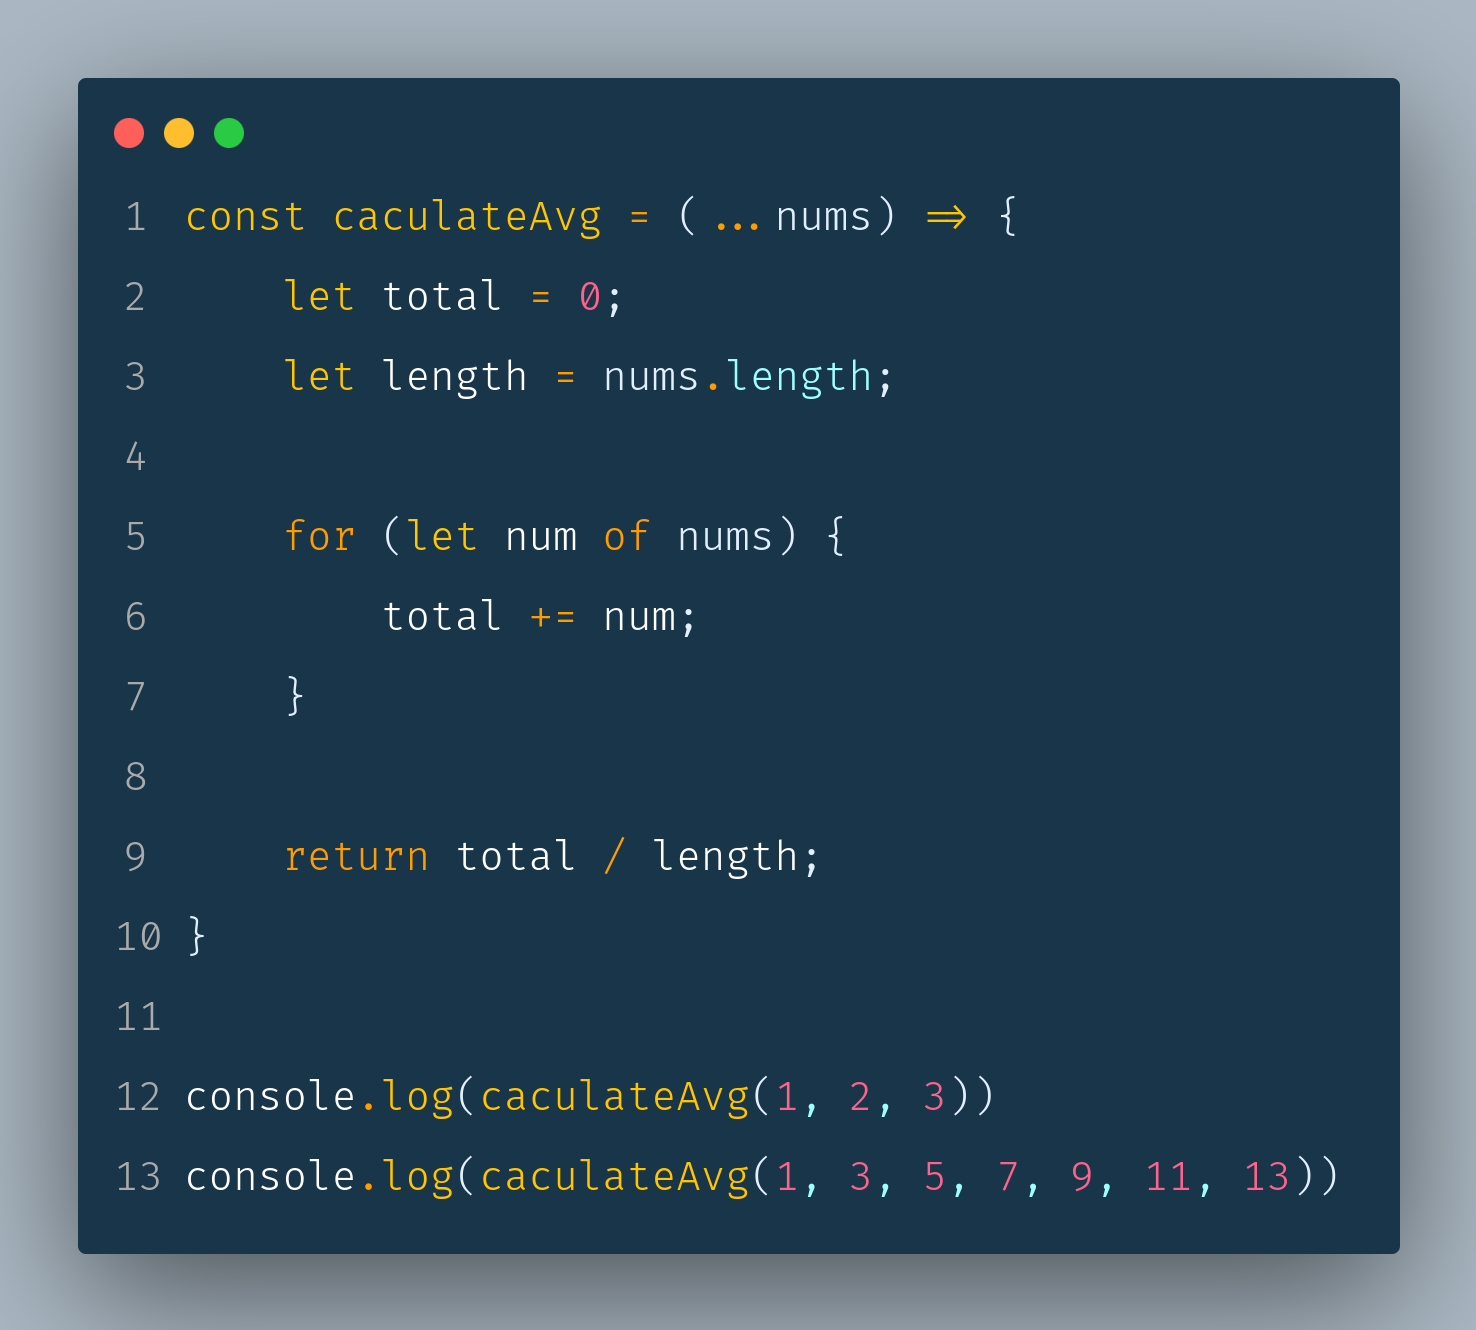 1 const caculateAvg = (...nums) => {
2     let total = 0;
3     let length = nums.length;
4
5     for (let num of nums) {
6         total += num;
7     }
8
9     return total / length;
10 }
11
12 console.log(caculateAvg(1, 2, 3))
13 console.log(caculateAvg(1, 3, 5, 7, 9, 11, 13))